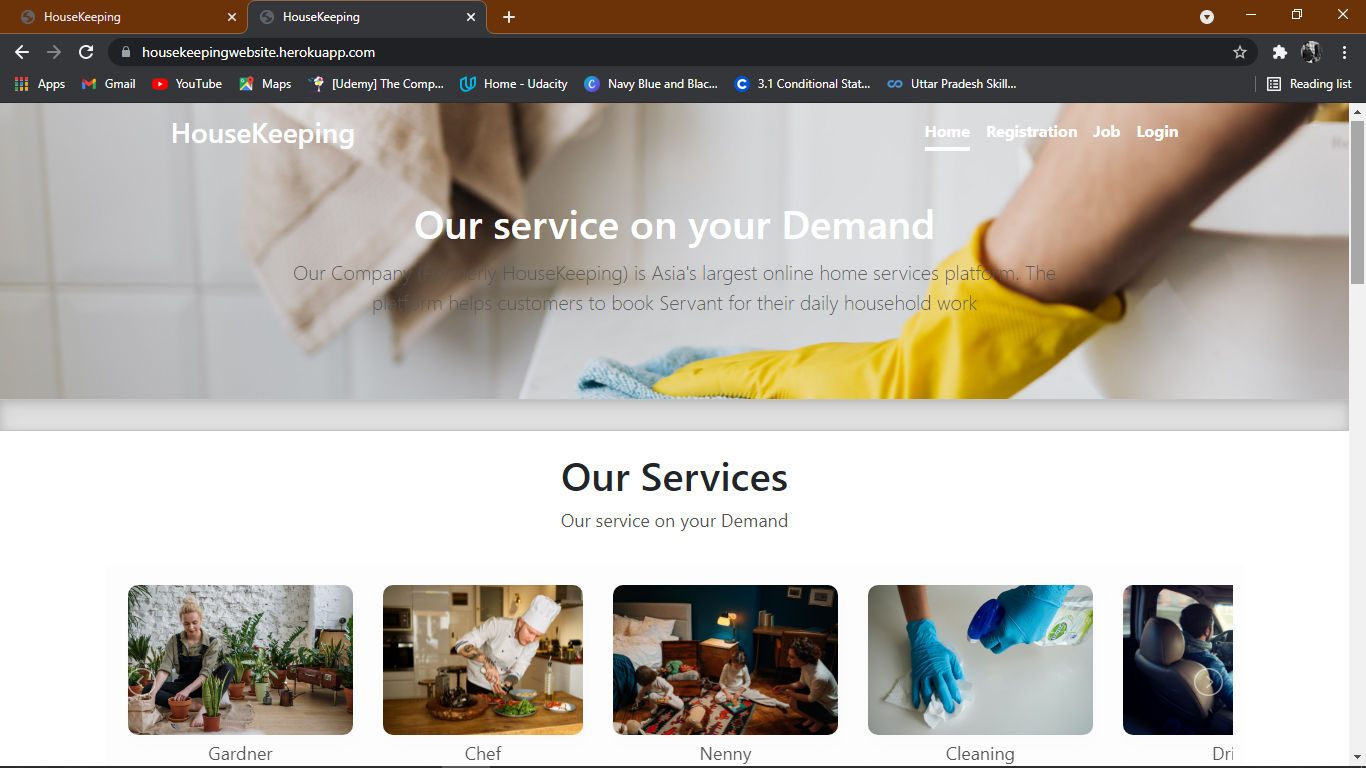 HouseKeeping
HouseKeeping
housekeepingwebsite.herokuapp.com
Apps
Gmail
YouTube
Maps
[Udemy] The Comp...
Home - Udacity
Navy Blue and Blac...
3.1 Conditional Stat...
Uttar Pradesh Skill...
Reading list
HouseKeeping
Home Registration Job Login
Our service on your Demand
Our Company (formerly HouseKeeping) is Asia's largest online home services platform. The
platform helps customers to book Servant for their daily household work
Our Services
Our service on your Demand
Gardner
Chef
Nenny
Cleaning
Dri